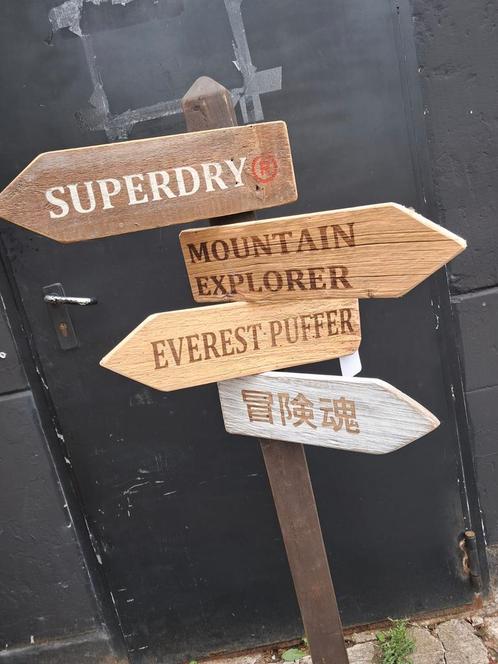 SUPERDRY®
MOUNTAIN
EXPLORER
EVEREST·PUFFER
冒険魂